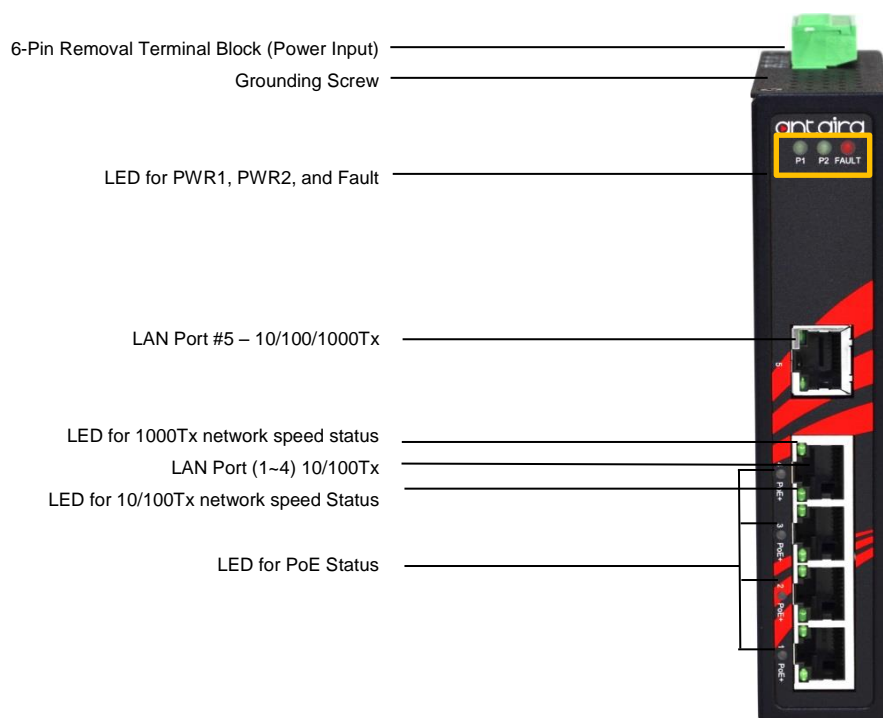 6-Pin Removal Terminal Block (Power Input)
Grounding Screw
antaira
P1 P2 FAULT
LED for PWR1, PWR2, and Fault
LAN Port #5 – 10/100/1000Tx
5
LED for 1000Tx network speed status
LAN Port (1~4) 10/100Tx
LED for 10/100Tx network speed Status
PoE+
3
PoE+
LED for PoE Status
2
PoE+
1
PoE+